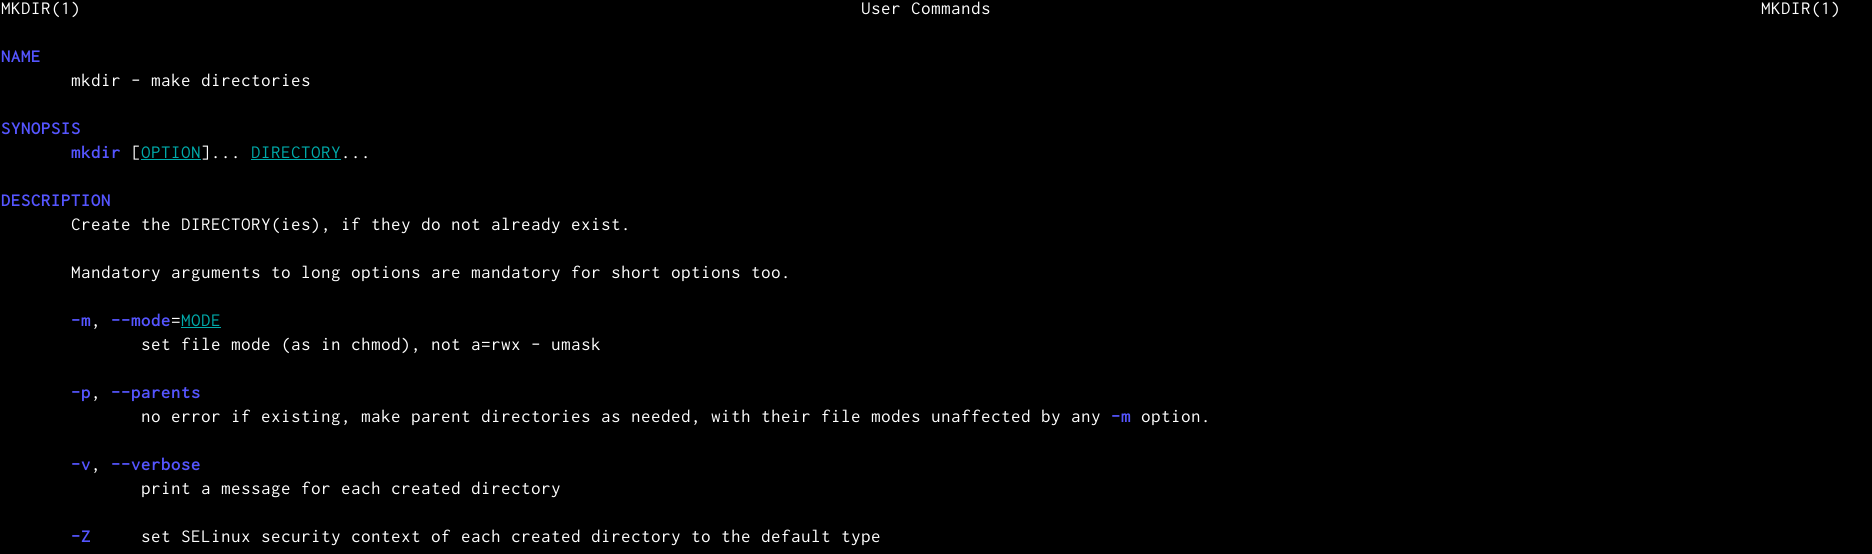 MKDIR(1) User Commands MKDIR(1)
NAME
mkdir - make directories
SYNOPSIS
mkdir [OPTION]... DIRECTORY...
DESCRIPTION
Create the DIRECTORY(ies), if they do not already exist.
Mandatory arguments to long options are mandatory for short options too.
-m, --mode=MODE
set file mode (as in chmod), not a=rwx - umask
-p, --parents
no error if existing, make parent directories as needed, with their file modes unaffected by any -m option.
-v, --verbose
print a message for each created directory
-Z set SELinux security context of each created directory to the default type